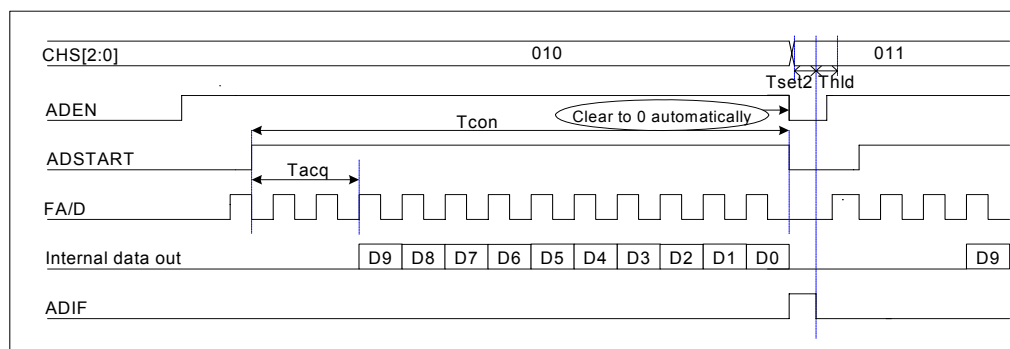 CHS[2:0] 010 011
Tset2 Thld
ADEN
Clear to 0 automatically
Tcon
ADSTART
Tacq
FA/D
Internal data out D9 D8 D7 D6 D5 D4 D3 D2 D1 D0 D9
ADIF